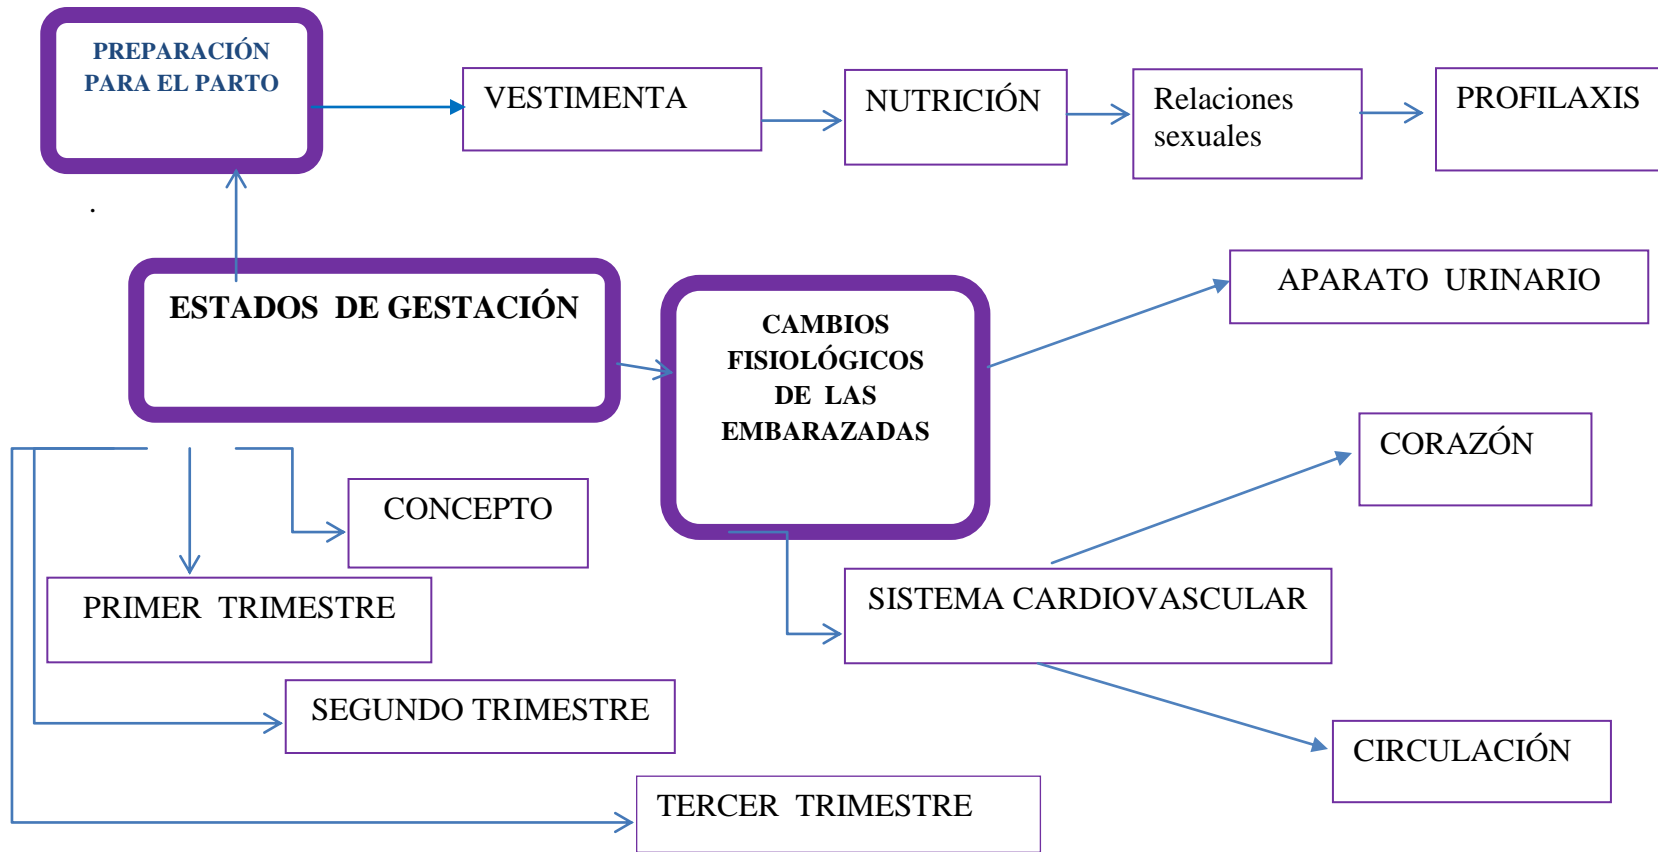 PREPARACIÓN
PARA EL PARTO
VESTIMENTA
NUTRICIÓN
Relaciones
sexuales
PROFILAXIS
.
ESTADOS DE GESTACIÓN
CAMBIOS
FISIOLÓGICOS
DE LAS
EMBARAZADAS
APARATO URINARIO
CORAZÓN
CONCEPTO
PRIMER TRIMESTRE
SISTEMA CARDIOVASCULAR
SEGUNDO TRIMESTRE
CIRCULACIÓN
TERCER TRIMESTRE